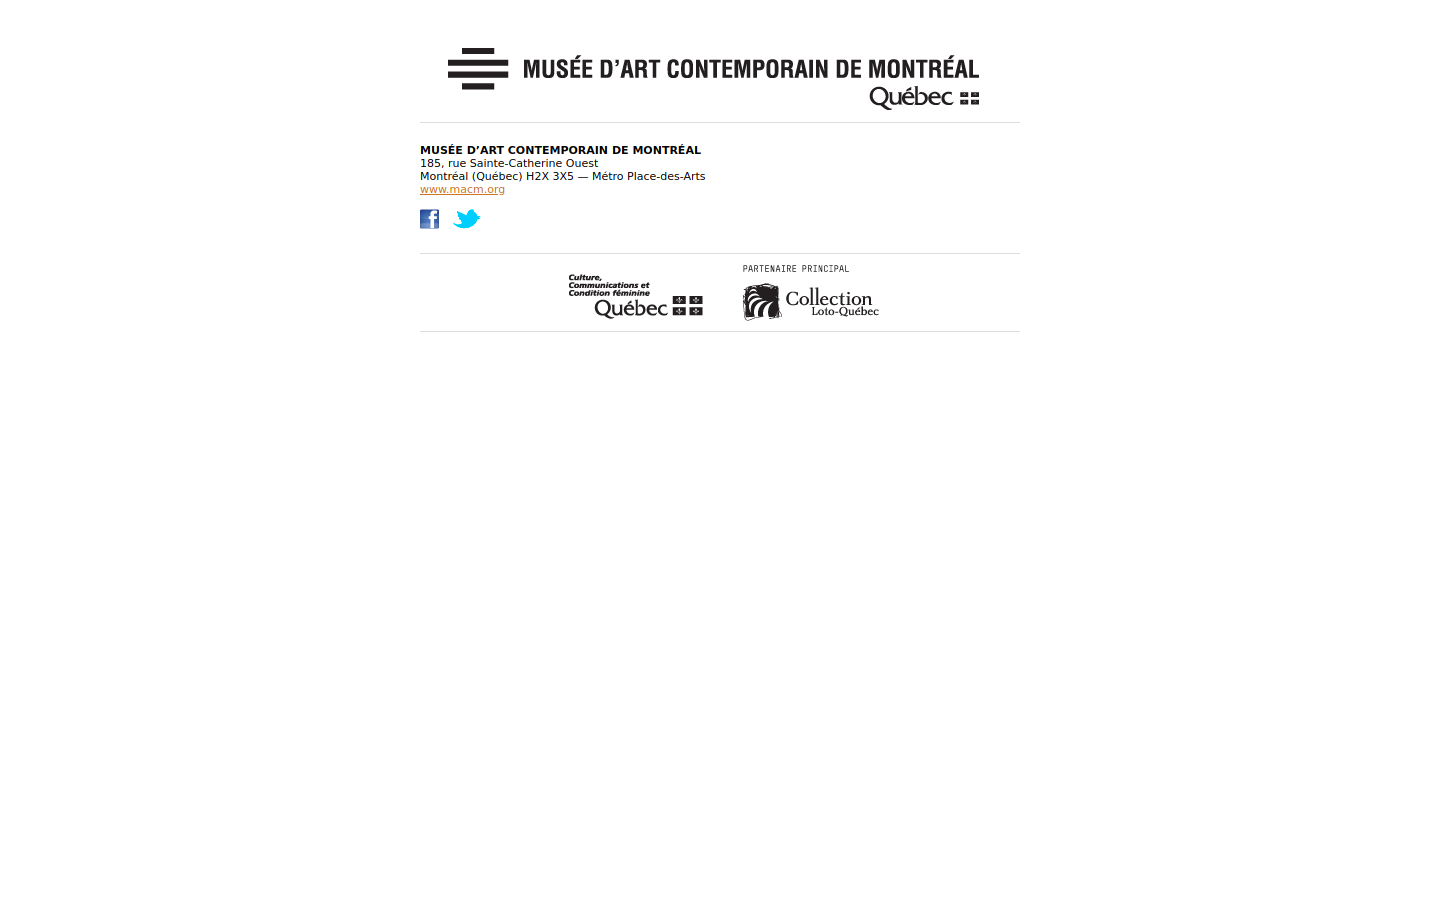 MUSÉE D’ART CONTEMPORAIN DE MONTRÉAL
Québec
MUSÉE D’ART CONTEMPORAIN DE MONTRÉAL
185, rue Sainte-Catherine Ouest
Montréal (Québec) H2X 3X5 — Métro Place-des-Arts
www.macm.org
Culture,
Communications et
Condition féminine
Québec
PARTENAIRE PRINCIPAL
Collection
Loto-Québec